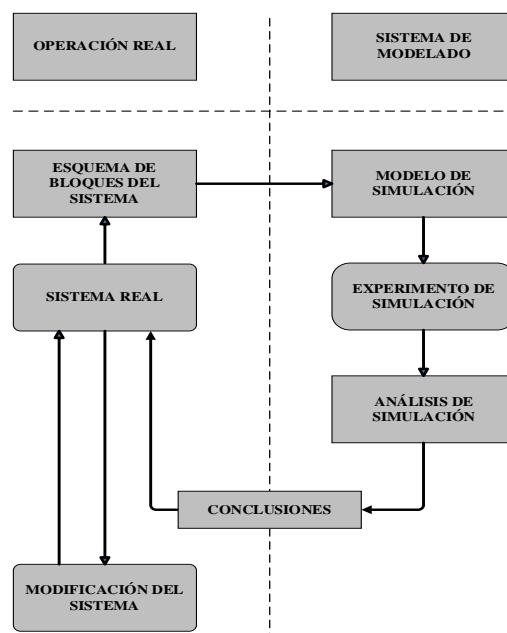 OPERACIÓN REAL
SISTEMA DE
MODELADO
ESQUEMA DE
BLOQUES DEL
SISTEMA
MODELO DE
SIMULACIÓN
SISTEMA REAL
EXPERIMENTO DE
SIMULACIÓN
ANÁLISIS DE
SIMULACIÓN
CONCLUSIONES
MODIFICACIÓN DEL
SISTEMA